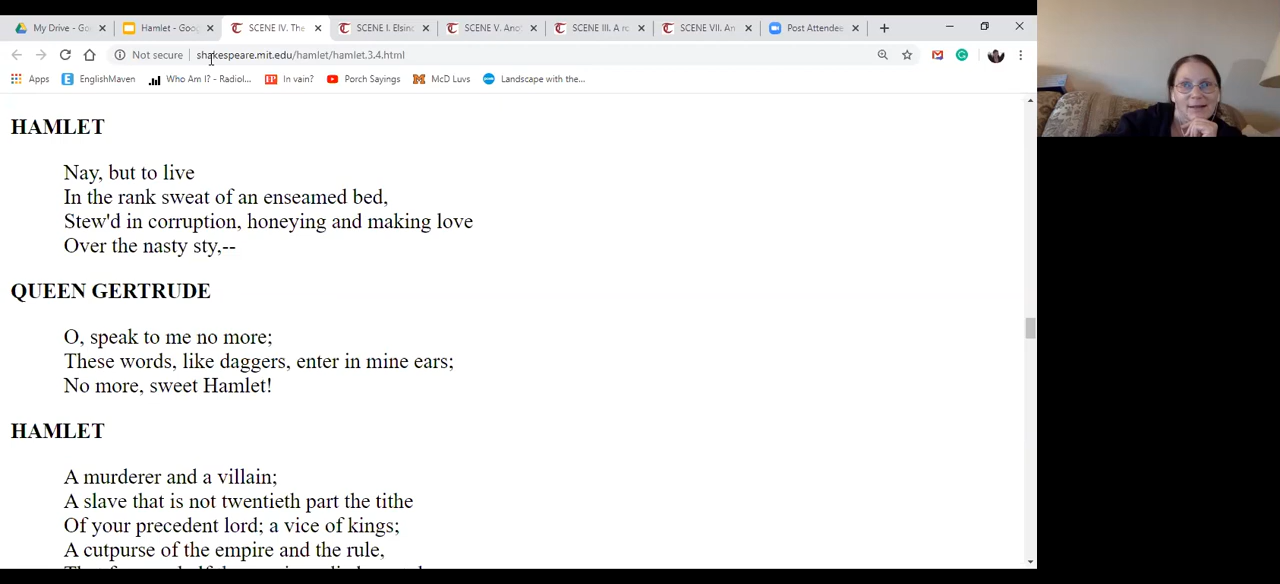 My Drive - Goo
Hamlet - Goog
SCENE IV. The
SCENE I. Elsino
SCENE V. Anot
SCENE III. A ro
SCENE VII. An
Post Attendee
Not secure
shakespeare.mit.edu/hamlet/hamlet.3.4.html
Apps
EnglishMaven
Who Am I? - Radiol...
In vain?
Porch Sayings
McD Luvs
Landscape with the...
HAMLET
Nay, but to live
In the rank sweat of an enseamed bed,
Stew'd in corruption, honeying and making love
Over the nasty sty,--
QUEEN GERTRUDE
O, speak to me no more;
These words, like daggers, enter in mine ears;
No more, sweet Hamlet!
HAMLET
A murderer and a villain;
A slave that is not twentieth part the tithe
Of your precedent lord; a vice of kings;
A cutpurse of the empire and the rule,